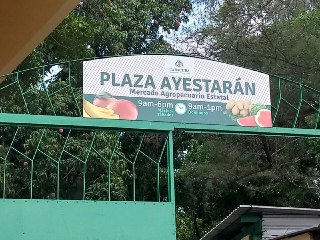 PLAZA AYESTARÁN
Mercado Agropecuario Estatal
9am-6pm
9am-1pm